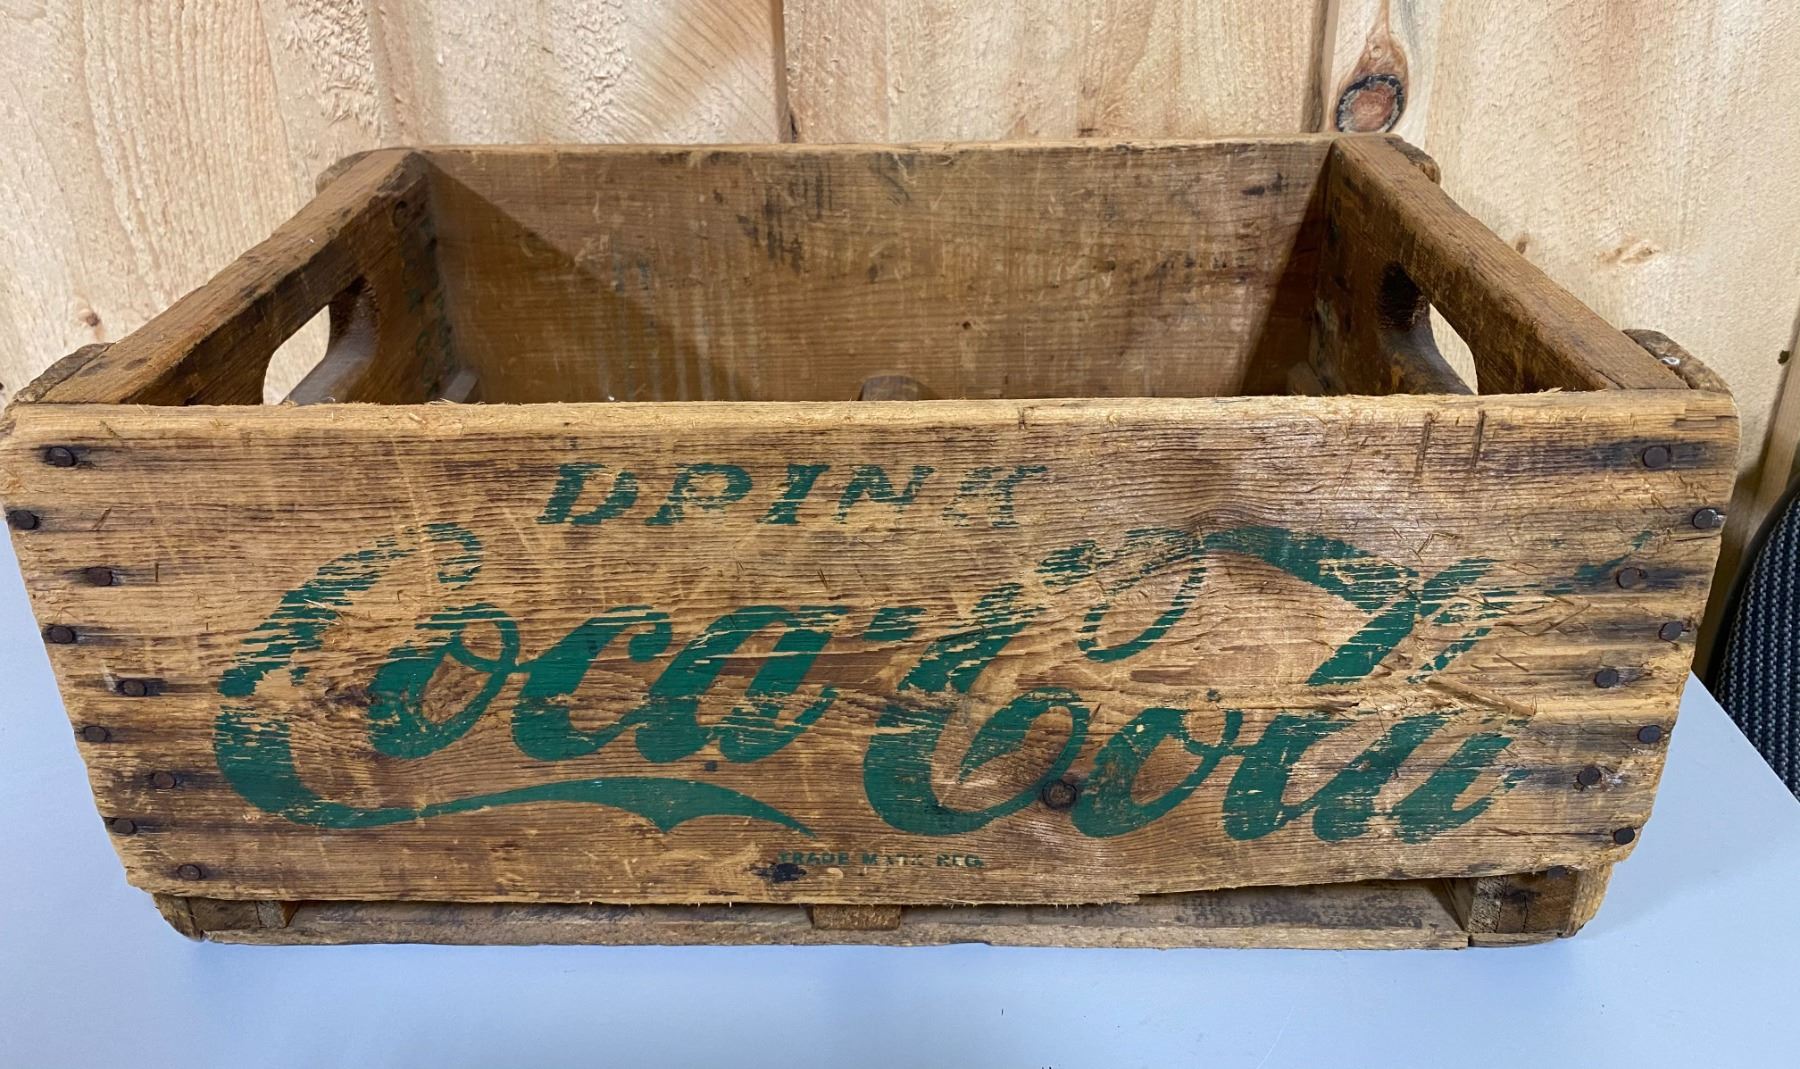 DRINK
Coca-Cola
TRADE MARK REG.